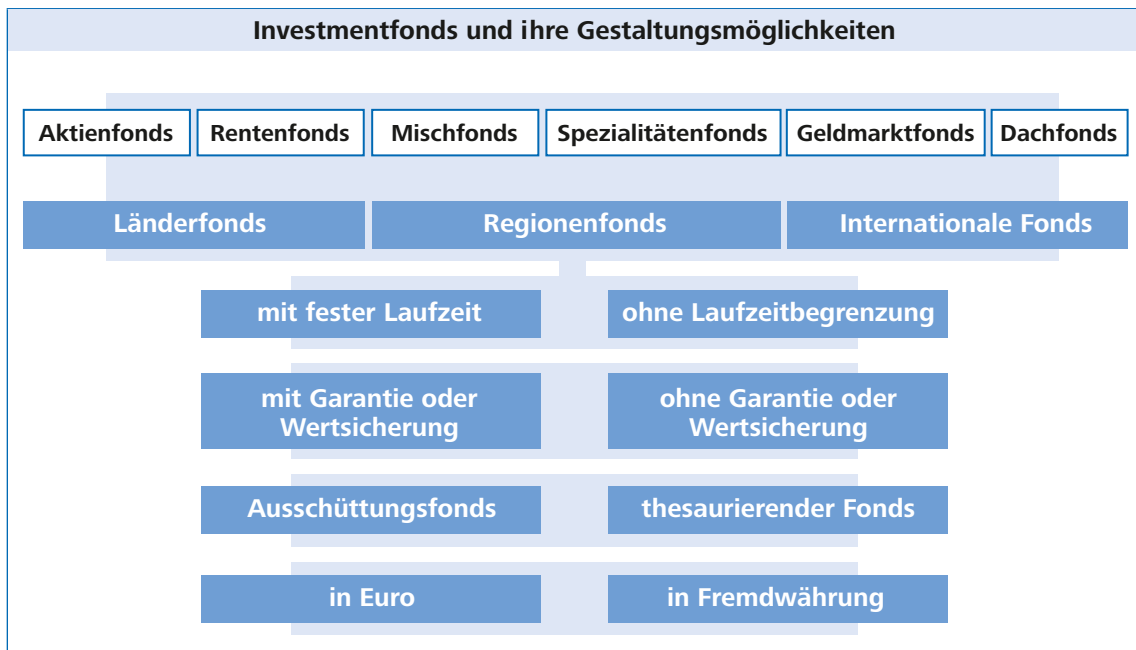 Investmentfonds und ihre Gestaltungsmöglichkeiten
Aktienfonds
Rentenfonds
Mischfonds
Spezialitätenfonds
Geldmarktfonds
Dachfonds
Länderfonds
Regionenfonds
Internationale Fonds
mit fester Laufzeit
ohne Laufzeitbegrenzung
mit Garantie oder
Wertsicherung
ohne Garantie oder
Wertsicherung
Ausschüttungsfonds
thesaurierender Fonds
in Euro
in Fremdwährung